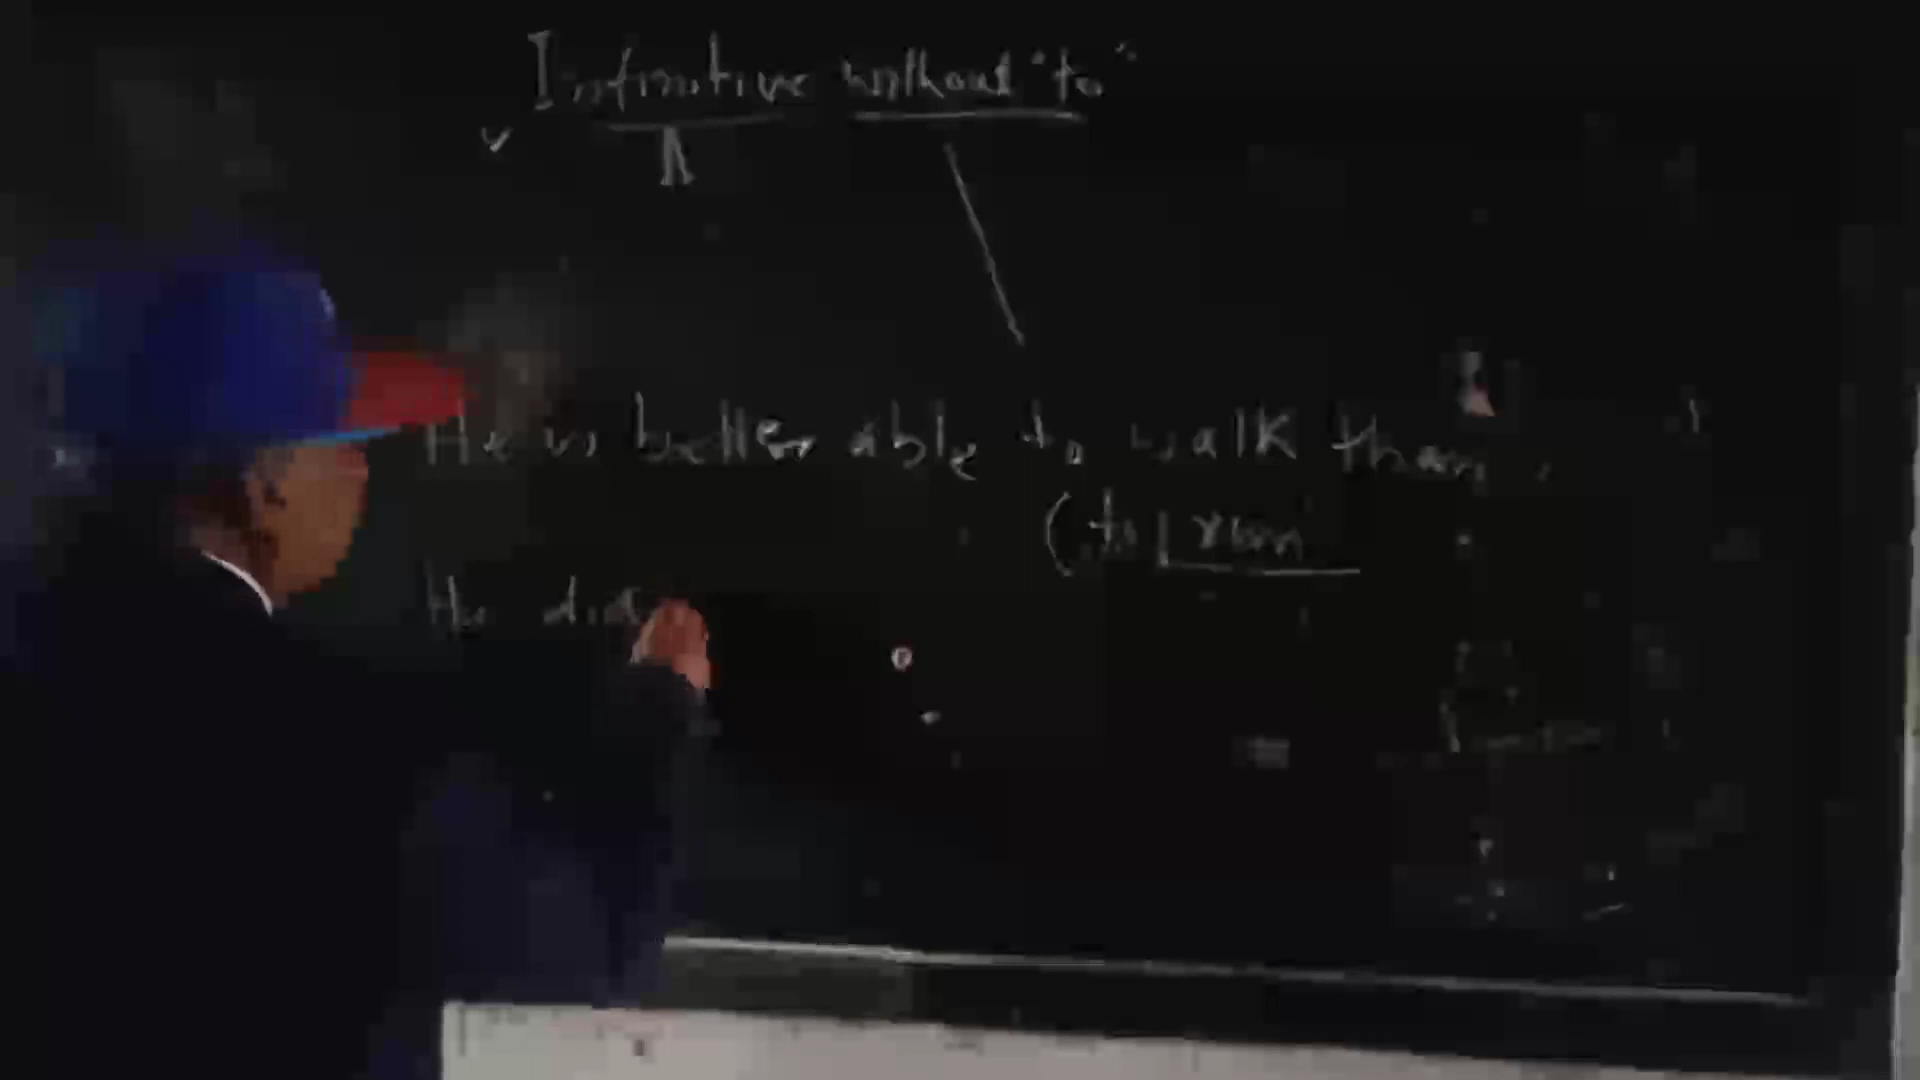 Infinitive without "to"
He is better able to walk than
(to run
He did